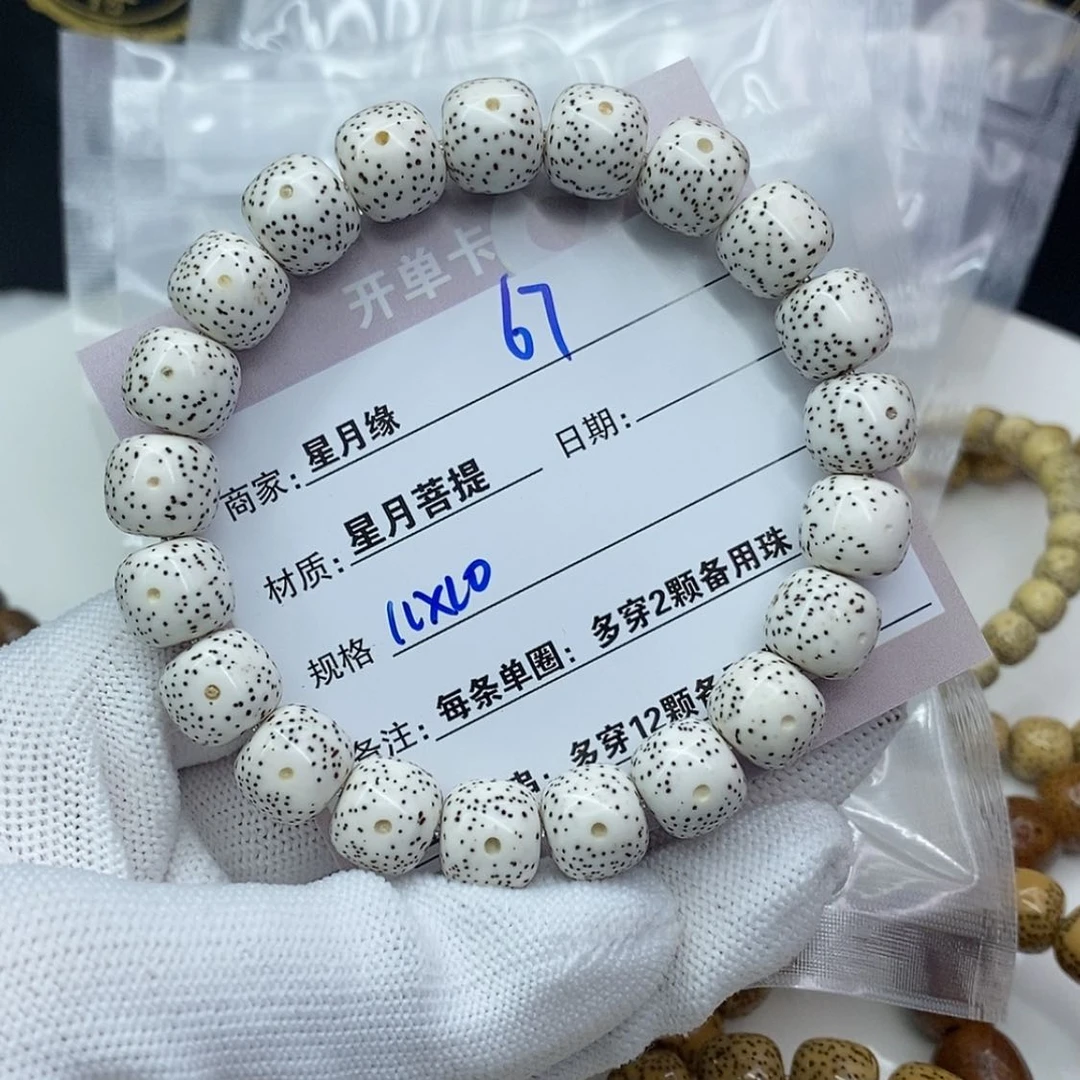 开单卡
67
商家：星月缘
材质：星月菩提 日期：
规格 11X10
备注：每条单圈：多穿2颗备用珠
多穿12颗备